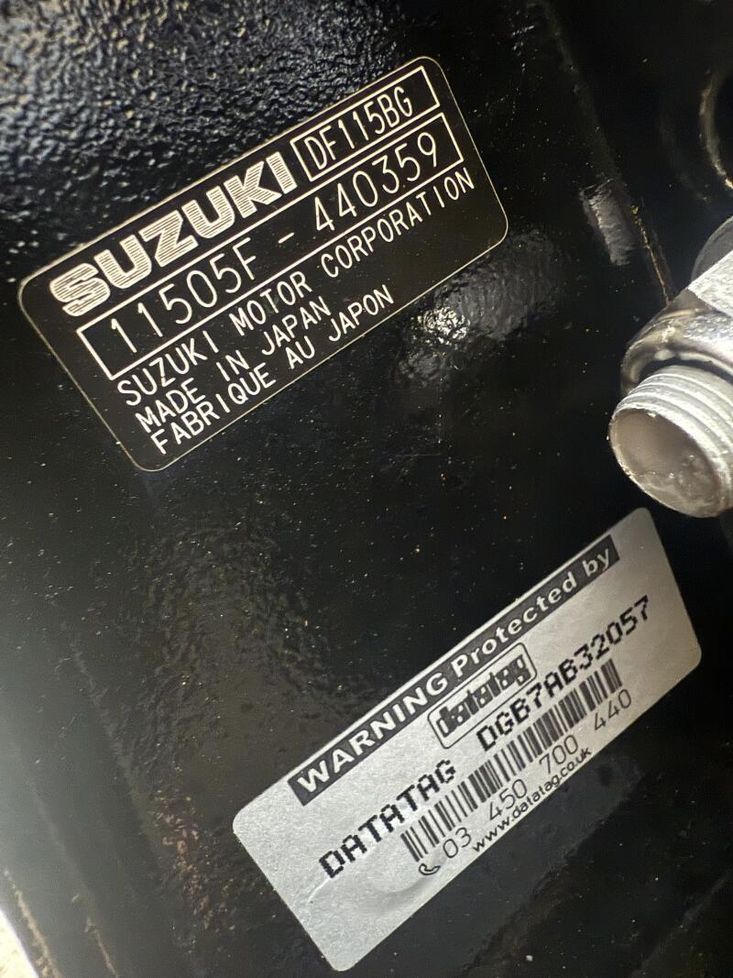 SUZUKI DF115BG
11505F - 440359
SUZUKI MOTOR CORPORATION
MADE IN JAPAN
FABRIQUE AU JAPON
WARNING Protected by
datatag
DATATAG DGB7AB32057
03 450 700 440
www.datatag.co.uk